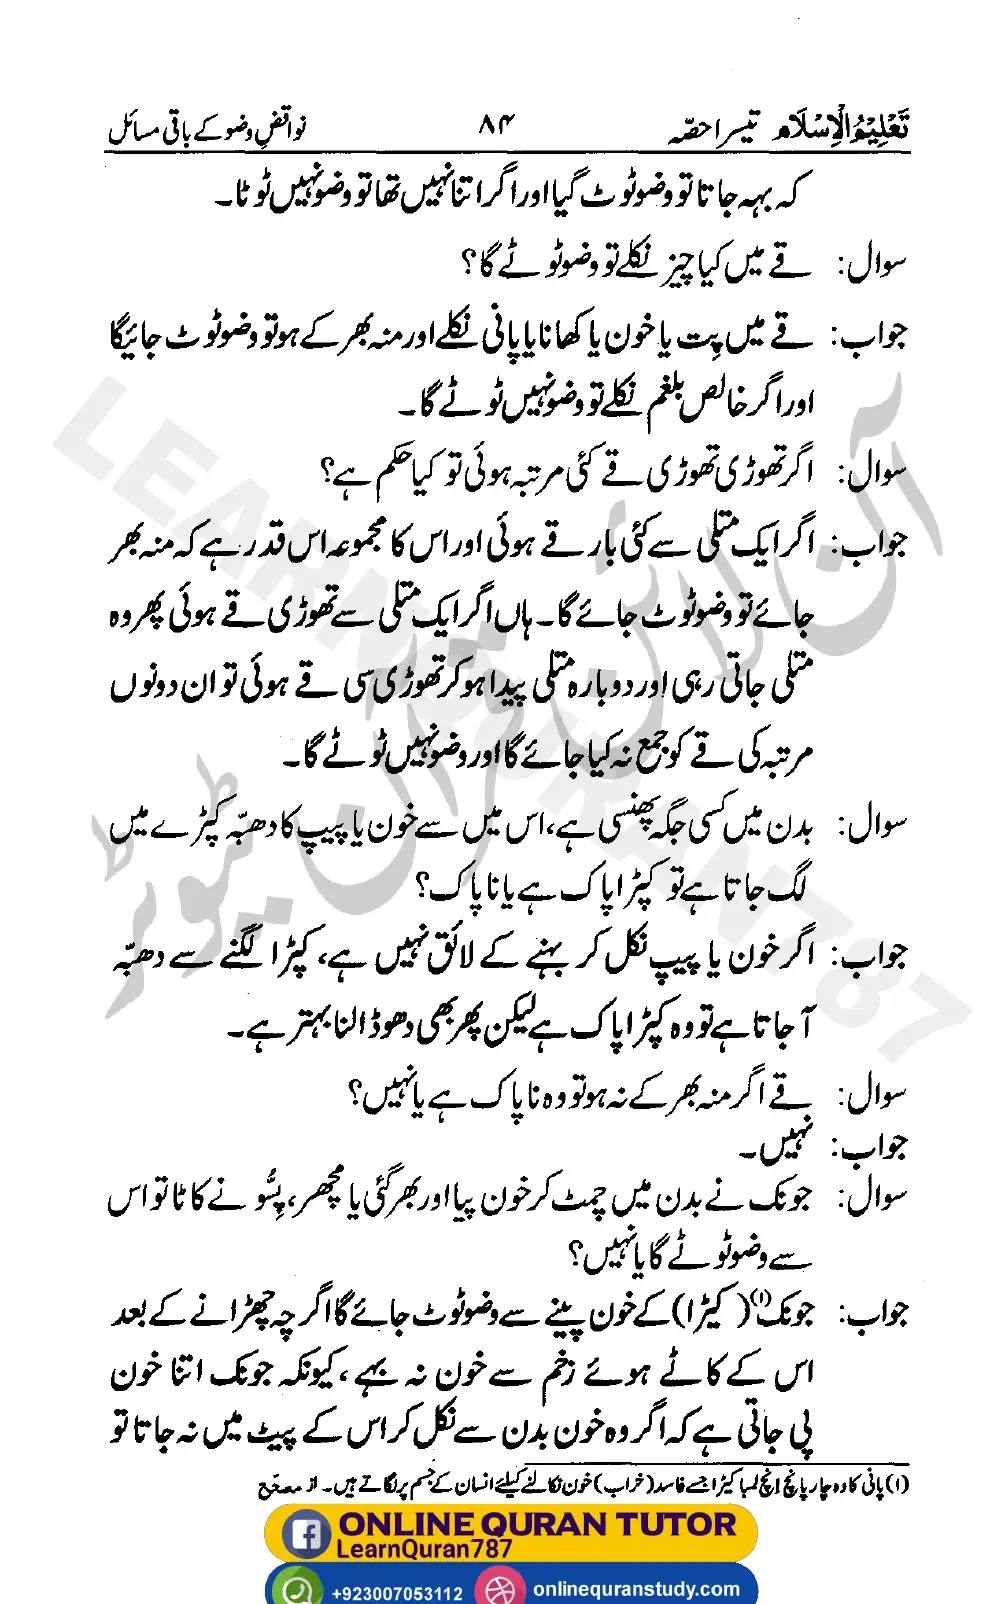 تَعْلِیْمُ الْاِسْلَام تیسرا حصّہ ۸۴ نواقضِ وضو کے باقی مسائل
کہ بہہ جاتا تو وضو ٹوٹ گیا اور اگر اتنا نہیں تھا تو وضو نہیں ٹوٹا۔
سوال: قے میں کیا چیز نکلے تو وضو ٹوٹے گا؟
جواب: قے میں پِت یا خون یا کھانا یا پانی نکلے اور منہ بھر کے ہو تو وضو ٹوٹ جائیگا
اور اگر خالص بلغم نکلے تو وضو نہیں ٹوٹے گا۔
سوال: اگر تھوڑی تھوڑی قے کئی مرتبہ ہوئی تو کیا حکم ہے؟
جواب: اگر ایک متلی سے کئی بار قے ہوئی اور اس کا مجموعہ اس قدر ہے کہ منہ بھر
جائے تو وضو ٹوٹ جائے گا۔ ہاں اگر ایک متلی سے تھوڑی قے ہوئی پھر وہ
متلی جاتی رہی اور دوبارہ متلی پیدا ہو کر تھوڑی سی قے ہوئی تو ان دونوں
مرتبہ کی قے کو جمع نہ کیا جائے گا اور وضو نہیں ٹوٹے گا۔
سوال: بدن میں کسی جگہ پھنسی ہے، اس میں سے خون یا پیپ کا دھبّہ کپڑے میں
لگ جاتا ہے تو کپڑا پاک ہے یا ناپاک؟
جواب: اگر خون یا پیپ نکل کر بہنے کے لائق نہیں ہے، کپڑا لگنے سے دھبّہ
آ جاتا ہے تو وہ کپڑا پاک ہے لیکن پھر بھی دھو ڈالنا بہتر ہے۔
سوال: قے اگر منہ بھر کے نہ ہو تو وہ ناپاک ہے یا نہیں؟
جواب: نہیں۔
سوال: جونک نے بدن میں چمٹ کر خون پیا اور بھر گئی یا مچھر، پِسُّو نے کاٹا تو اس
سے وضو ٹوٹے گا یا نہیں؟
جواب: جونک(۱) (کیڑا) کے خون پینے سے وضو ٹوٹ جائے گا اگر چہ چھڑانے کے بعد
اس کے کاٹے ہوئے زخم سے خون نہ بہے، کیونکہ جونک اتنا خون
پی جاتی ہے کہ اگر وہ خون بدن سے نکل کر اس کے پیٹ میں نہ جاتا تو
(۱) پانی کا وہ چار پانچ انچ لمبا کیڑا جسے فاسد (خراب) خون نکالنے کیلئے انسان کے جسم پر لگاتے ہیں۔ از مصحّح
ONLINE QURAN TUTOR
LearnQuran787
+923007053112 onlinequranstudy.com
LEARNQURAN787
آن لائن قرآن ٹیوٹر